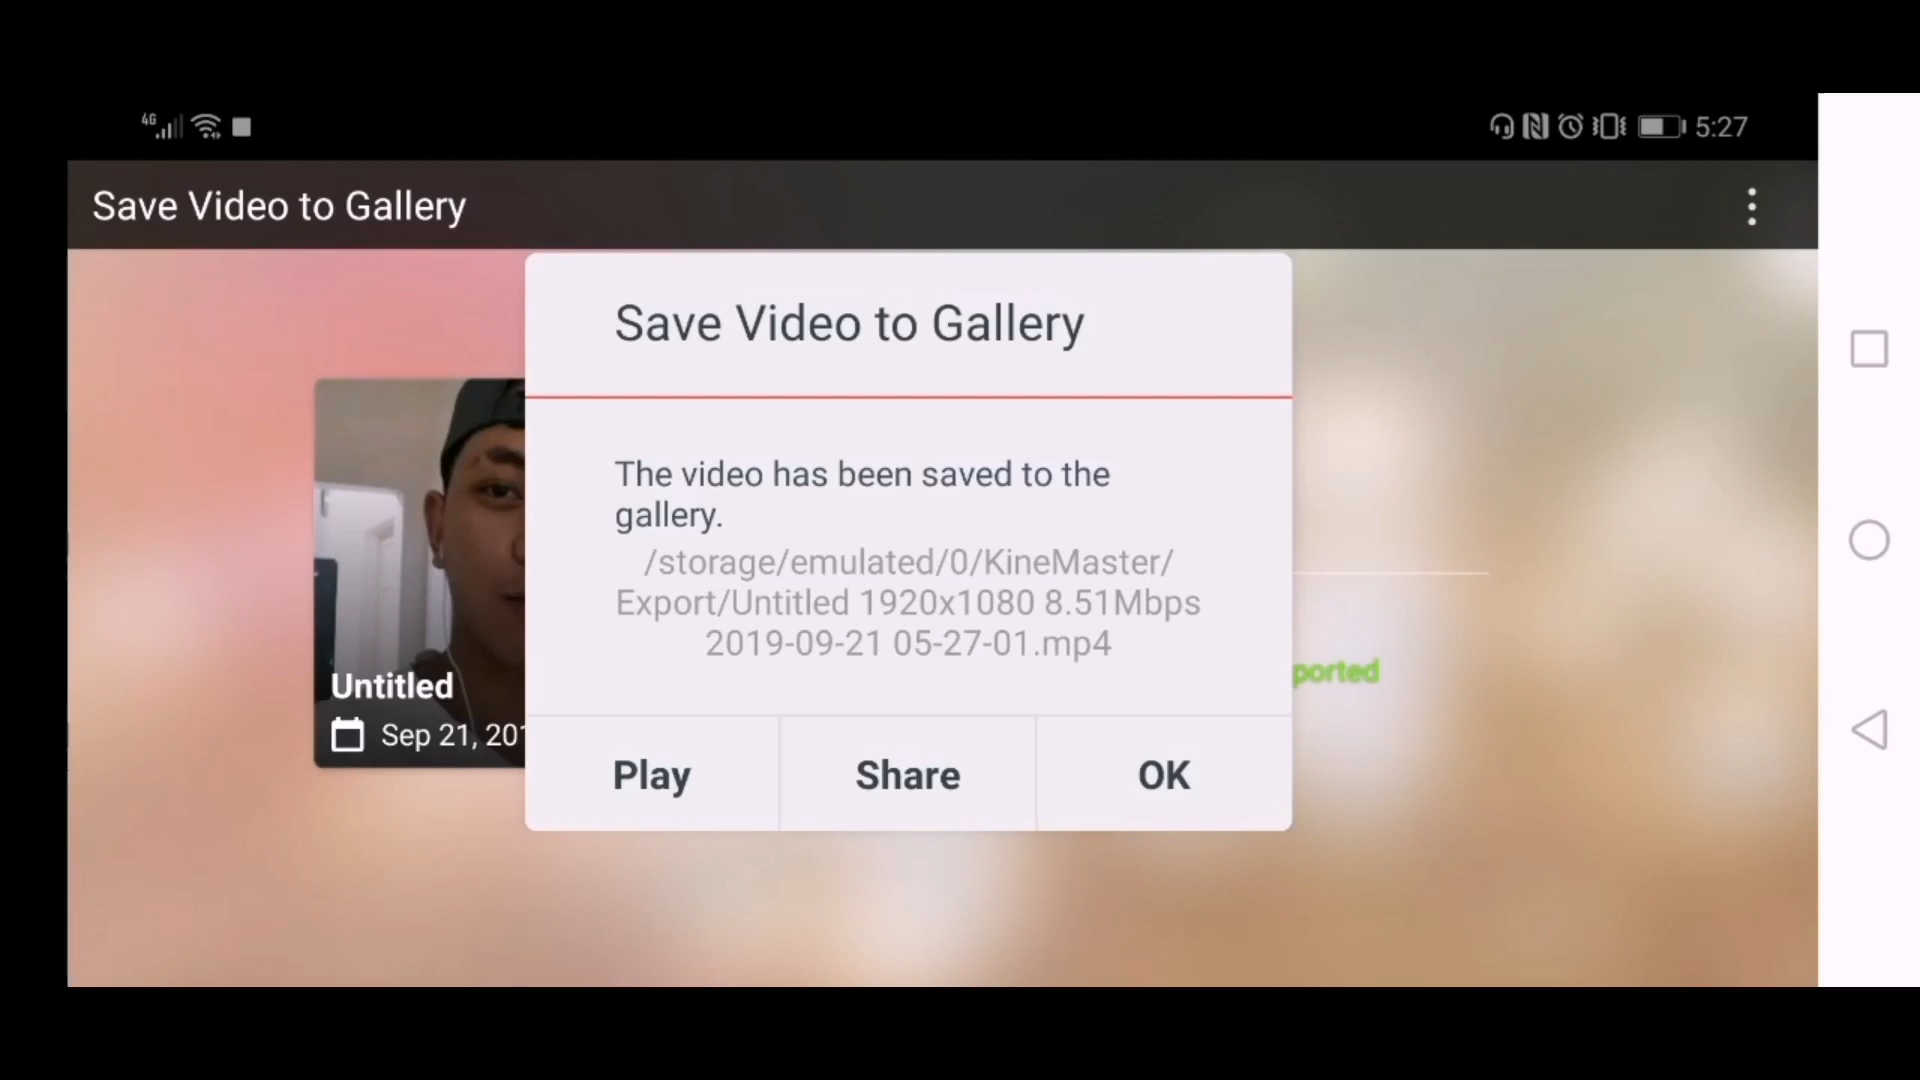 4G
5:27
Save Video to Gallery
Save Video to Gallery
The video has been saved to the
gallery.
/storage/emulated/0/KineMaster/
Export/Untitled 1920x1080 8.51Mbps
2019-09-21 05-27-01.mp4
ported
Untitled
Sep 21, 201
Play
Share
OK